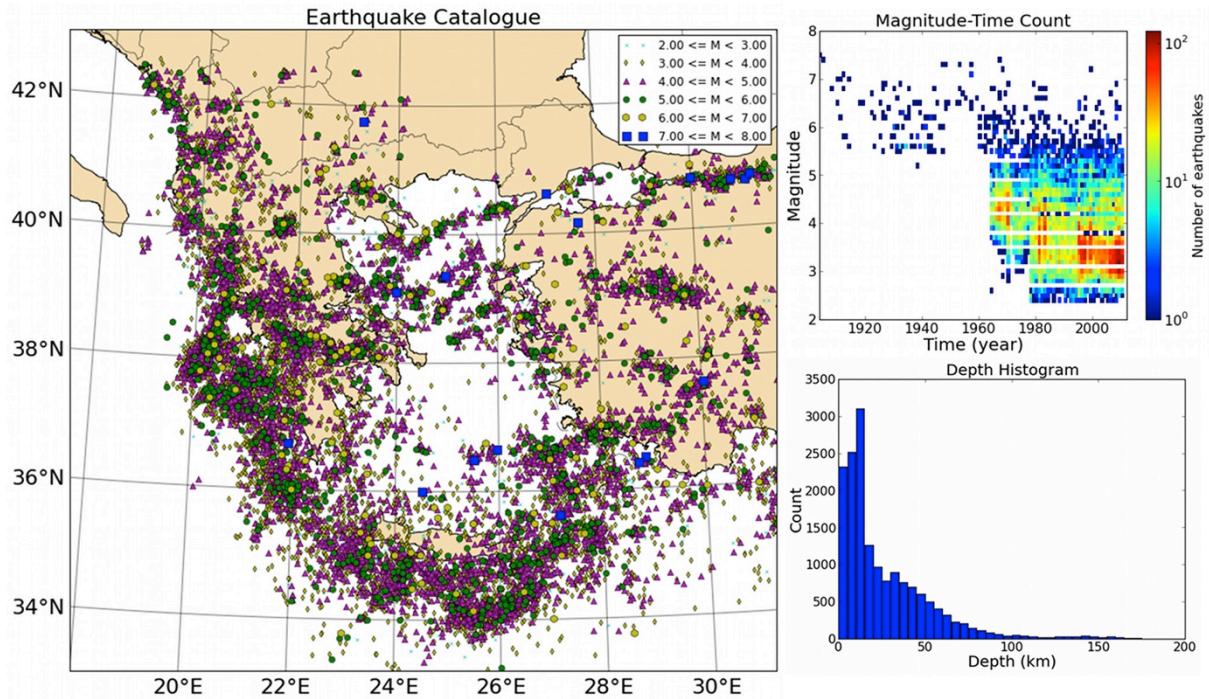 Earthquake Catalogue
2.00 <= M < 3.00
3.00 <= M < 4.00
4.00 <= M < 5.00
5.00 <= M < 6.00
6.00 <= M < 7.00
7.00 <= M < 8.00
42°N
40°N
38°N
36°N
34°N
20°E
22°E
24°E
26°E
28°E
30°E
Magnitude-Time Count
8
7
6
5
4
3
2
Magnitude
1920
1940
1960
1980
2000
Time (year)
10²
10¹
10⁰
Number of earthquakes
Depth Histogram
3500
3000
2500
2000
1500
1000
500
0
Count
0
50
100
150
200
Depth (km)